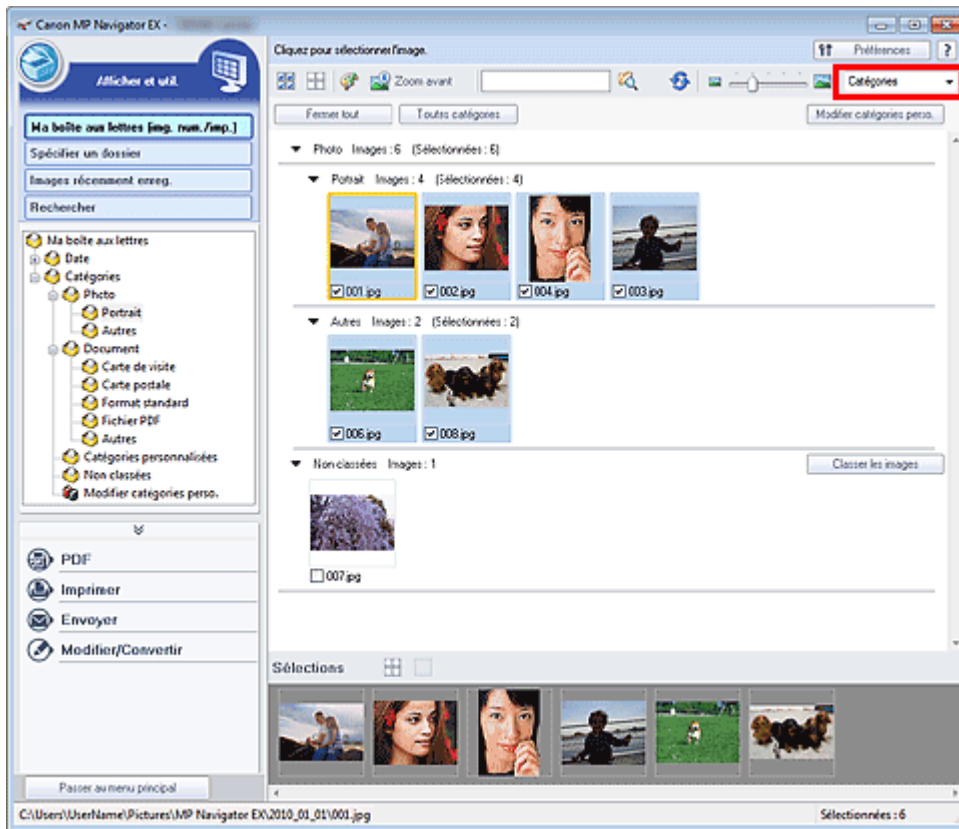 Canon MP Navigator EX -
Cliquez pour sélectionner l'image.
Préférences
?
Afficher et util.
Zoom avant
Catégories
Fermer tout
Toutes catégories
Modifier catégories perso.
Ma boîte aux lettres [img. num./imp.]
Spécifier un dossier
Images récemment enreg.
Rechercher
Ma boîte aux lettres
Date
Catégories
Photo
Portrait
Autres
Document
Carte de visite
Carte postale
Format standard
Fichier PDF
Autres
Catégories personnalisées
Non classées
Modifier catégories perso.
PDF
Imprimer
Envoyer
Modifier/Convertir
Passer au menu principal
Photo Images : 6 (Sélectionnées : 6)
Portrait Images : 4 (Sélectionnées : 4)
001.jpg
002.jpg
004.jpg
003.jpg
Autres Images : 2 (Sélectionnées : 2)
006.jpg
008.jpg
Non classées Images : 1
Classer les images
007.jpg
Sélections
C:\Users\UserName\Pictures\MP Navigator EX\2010_01_01\001.jpg
Sélectionnées : 6